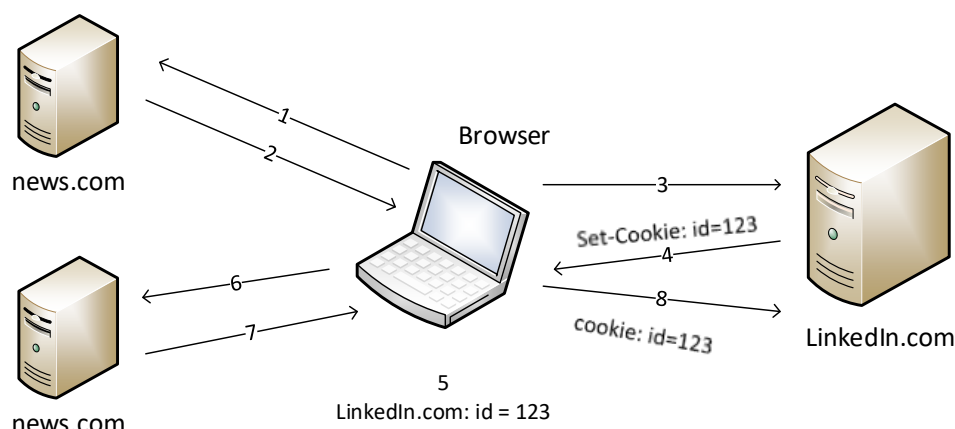 1
2
Browser
news.com
3
Set-Cookie: id=123
4
6
8
7
cookie: id=123
LinkedIn.com
5
LinkedIn.com: id = 123
news.com